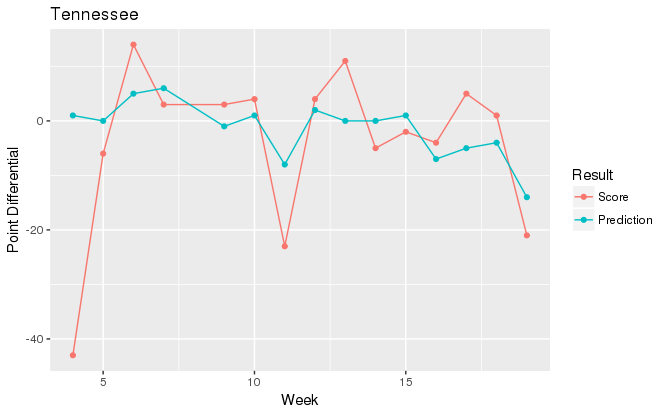 Tennessee
Point Differential
0
-20
-40
5 10 15
Week
Result
Score
Prediction